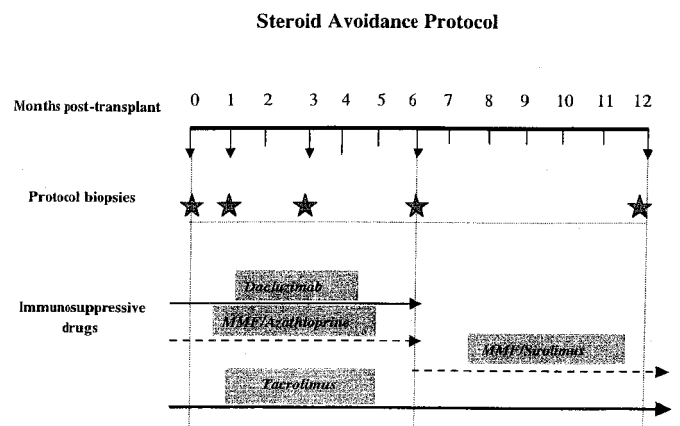 Steroid Avoidance Protocol
Months post-transplant 0 1 2 3 4 5 6 7 8 9 10 11 12
Protocol biopsies
Daclizimab
Immunosuppressive
drugs
MMF/Azathioprine
MMF/Sirolimus
Tacrolimus